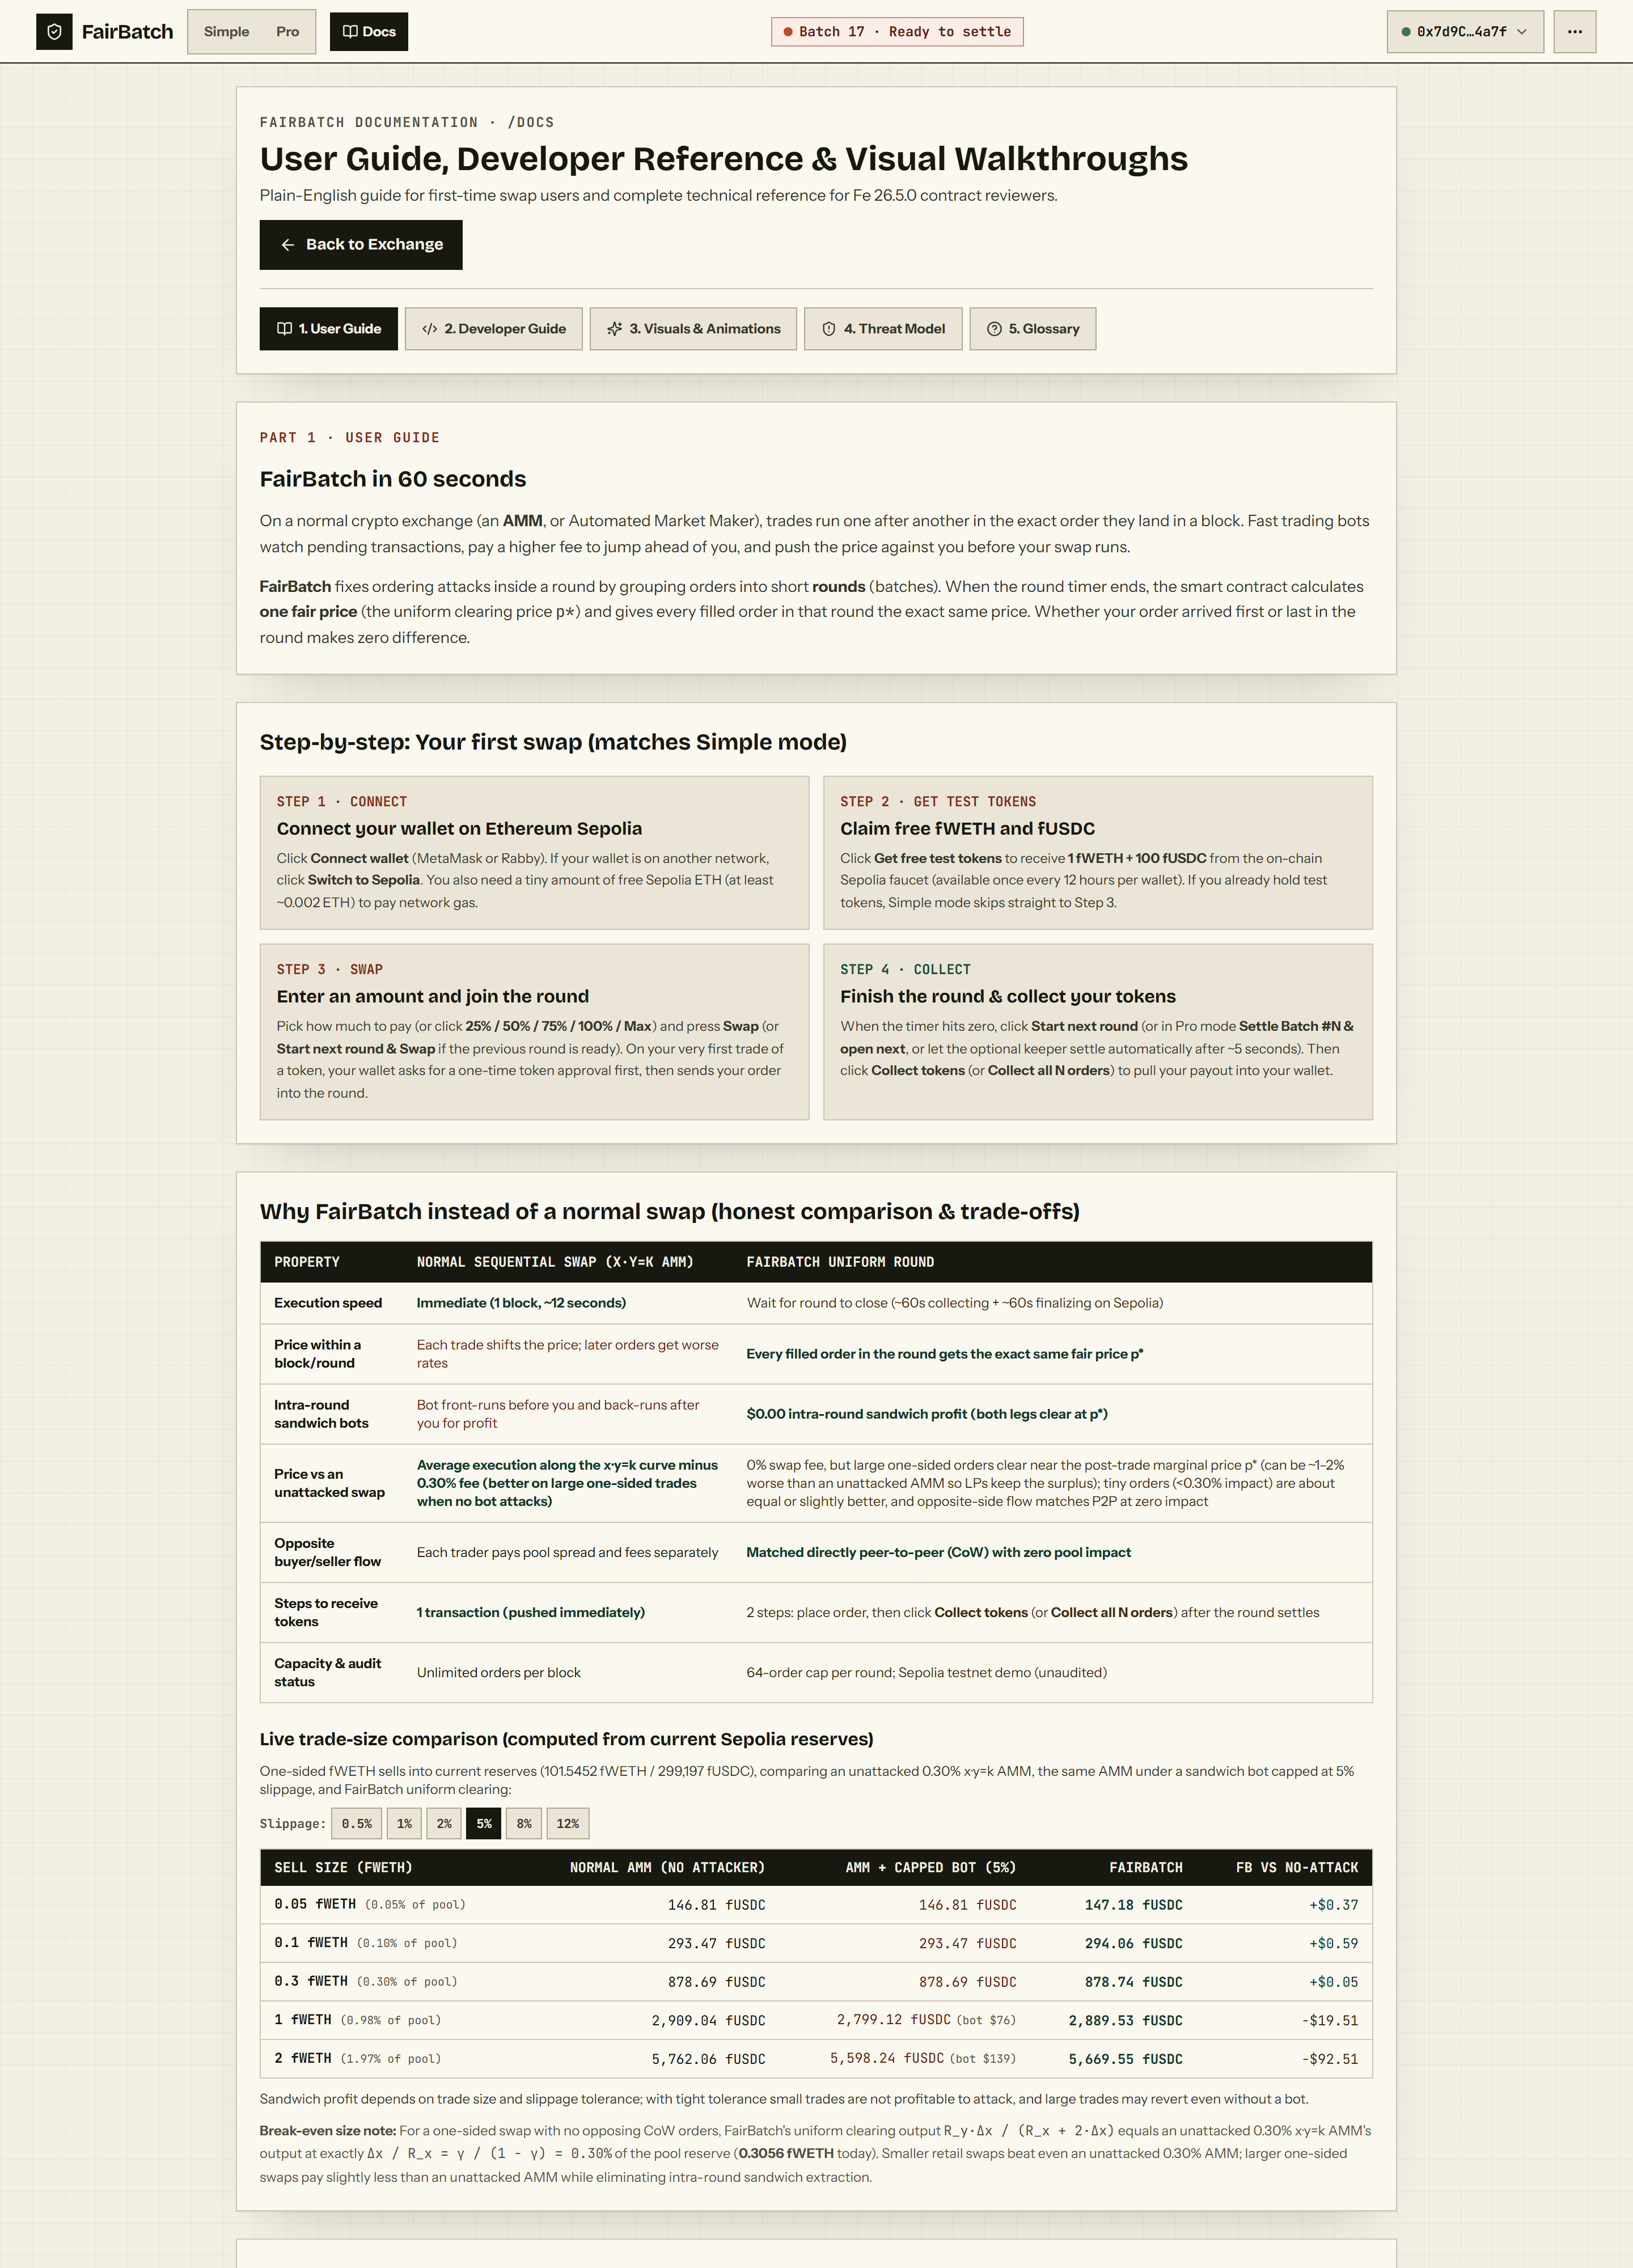 FairBatch
Simple
Pro
Docs
Batch 17 · Ready to settle
0x7d9C…4a7f
FAIRBATCH DOCUMENTATION · /DOCS
User Guide, Developer Reference & Visual Walkthroughs
Plain-English guide for first-time swap users and complete technical reference for Fe 26.5.0 contract reviewers.
Back to Exchange
1. User Guide
2. Developer Guide
3. Visuals & Animations
4. Threat Model
5. Glossary
PART 1 · USER GUIDE
FairBatch in 60 seconds
On a normal crypto exchange (an AMM, or Automated Market Maker), trades run one after another in the exact order they land in a block. Fast trading bots
watch pending transactions, pay a higher fee to jump ahead of you, and push the price against you before your swap runs.
FairBatch fixes ordering attacks inside a round by grouping orders into short rounds (batches). When the round timer ends, the smart contract calculates
one fair price (the uniform clearing price p*) and gives every filled order in that round the exact same price. Whether your order arrived first or last in the
round makes zero difference.
Step-by-step: Your first swap (matches Simple mode)
STEP 1 · CONNECT
Connect your wallet on Ethereum Sepolia
Click Connect wallet (MetaMask or Rabby). If your wallet is on another network,
click Switch to Sepolia. You also need a tiny amount of free Sepolia ETH (at least
~0.002 ETH) to pay network gas.
STEP 2 · GET TEST TOKENS
Claim free fWETH and fUSDC
Click Get free test tokens to receive 1 fWETH + 100 fUSDC from the on-chain
Sepolia faucet (available once every 12 hours per wallet). If you already hold test
tokens, Simple mode skips straight to Step 3.
STEP 3 · SWAP
Enter an amount and join the round
Pick how much to pay (or click 25% / 50% / 75% / 100% / Max) and press Swap (or
Start next round & Swap if the previous round is ready). On your very first trade of
a token, your wallet asks for a one-time token approval first, then sends your order
into the round.
STEP 4 · COLLECT
Finish the round & collect your tokens
When the timer hits zero, click Start next round (or in Pro mode Settle Batch #N &
open next, or let the optional keeper settle automatically after ~5 seconds). Then
click Collect tokens (or Collect all N orders) to pull your payout into your wallet.
Why FairBatch instead of a normal swap (honest comparison & trade-offs)
PROPERTY NORMAL SEQUENTIAL SWAP (X·Y=K AMM) FAIRBATCH UNIFORM ROUND
Execution speed
Immediate (1 block, ~12 seconds)
Wait for round to close (~60s collecting + ~60s finalizing on Sepolia)
Price within a
block/round
Each trade shifts the price; later orders get worse
rates
Every filled order in the round gets the exact same fair price p*
Intra-round
sandwich bots
Bot front-runs before you and back-runs after
you for profit
$0.00 intra-round sandwich profit (both legs clear at p*)
Price vs an
unattacked swap
Average execution along the x·y=k curve minus
0.30% fee (better on large one-sided trades
when no bot attacks)
0% swap fee, but large one-sided orders clear near the post-trade marginal price p* (can be ~1–2%
worse than an unattacked AMM so LPs keep the surplus); tiny orders (<0.30% impact) are about
equal or slightly better, and opposite-side flow matches P2P at zero impact
Opposite
buyer/seller flow
Each trader pays pool spread and fees separately
Matched directly peer-to-peer (CoW) with zero pool impact
Steps to receive
tokens
1 transaction (pushed immediately)
2 steps: place order, then click Collect tokens (or Collect all N orders) after the round settles
Capacity & audit
status
Unlimited orders per block
64-order cap per round; Sepolia testnet demo (unaudited)
Live trade-size comparison (computed from current Sepolia reserves)
One-sided fWETH sells into current reserves (101.5452 fWETH / 299,197 fUSDC), comparing an unattacked 0.30% x·y=k AMM, the same AMM under a sandwich bot capped at 5%
slippage, and FairBatch uniform clearing:
Slippage: 0.5% 1% 2% 5% 8% 12%
SELL SIZE (FWETH) NORMAL AMM (NO ATTACKER) AMM + CAPPED BOT (5%) FAIRBATCH FB VS NO-ATTACK
0.05 fWETH (0.05% of pool) 146.81 fUSDC 146.81 fUSDC 147.18 fUSDC +$0.37
0.1 fWETH (0.10% of pool) 293.47 fUSDC 293.47 fUSDC 294.06 fUSDC +$0.59
0.3 fWETH (0.30% of pool) 878.69 fUSDC 878.69 fUSDC 878.74 fUSDC +$0.05
1 fWETH (0.98% of pool) 2,909.04 fUSDC 2,799.12 fUSDC (bot $76) 2,889.53 fUSDC -$19.51
2 fWETH (1.97% of pool) 5,762.06 fUSDC 5,598.24 fUSDC (bot $139) 5,669.55 fUSDC -$92.51
Sandwich profit depends on trade size and slippage tolerance; with tight tolerance small trades are not profitable to attack, and large trades may revert even without a bot.
Break-even size note: For a one-sided swap with no opposing CoW orders, FairBatch's uniform clearing output R_y·Δx / (R_x + 2·Δx) equals an unattacked 0.30% x·y=k AMM's
output at exactly Δx / R_x = γ / (1 - γ) = 0.30% of the pool reserve (0.3056 fWETH today). Smaller retail swaps beat even an unattacked 0.30% AMM; larger one-sided
swaps pay slightly less than an unattacked AMM while eliminating intra-round sandwich extraction.